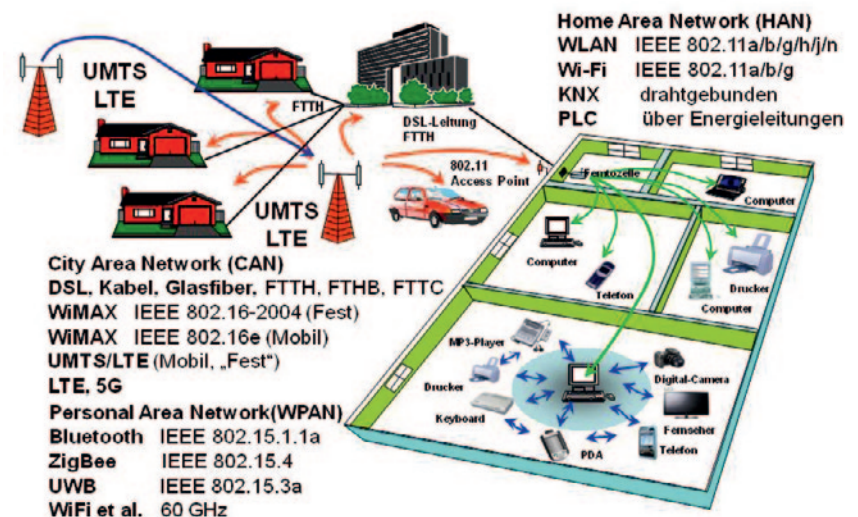 Home Area Network (HAN)
WLAN IEEE 802.11a/b/g/h/j/n
Wi-Fi IEEE 802.11a/b/g
KNX drahtgebunden
PLC über Energieleitungen
UMTS
LTE
FTTH
DSL-Leitung
FTTH
802.11
Access Point
UMTS
LTE
Femtozelle
Computer
Computer
Telefon
Drucker
Computer
MP3-Player
Drucker
Keyboard
PDA
Digital-Camera
Fernseher
Telefon
City Area Network (CAN)
DSL, Kabel, Glasfiber, FTTH, FTHB, FTTC
WiMAX IEEE 802.16-2004 (Fest)
WiMAX IEEE 802.16e (Mobil)
UMTS/LTE (Mobil, „Fest“)
LTE, 5G
Personal Area Network(WPAN)
Bluetooth IEEE 802.15.1.1a
ZigBee IEEE 802.15.4
UWB IEEE 802.15.3a
WiFi et al. 60 GHz